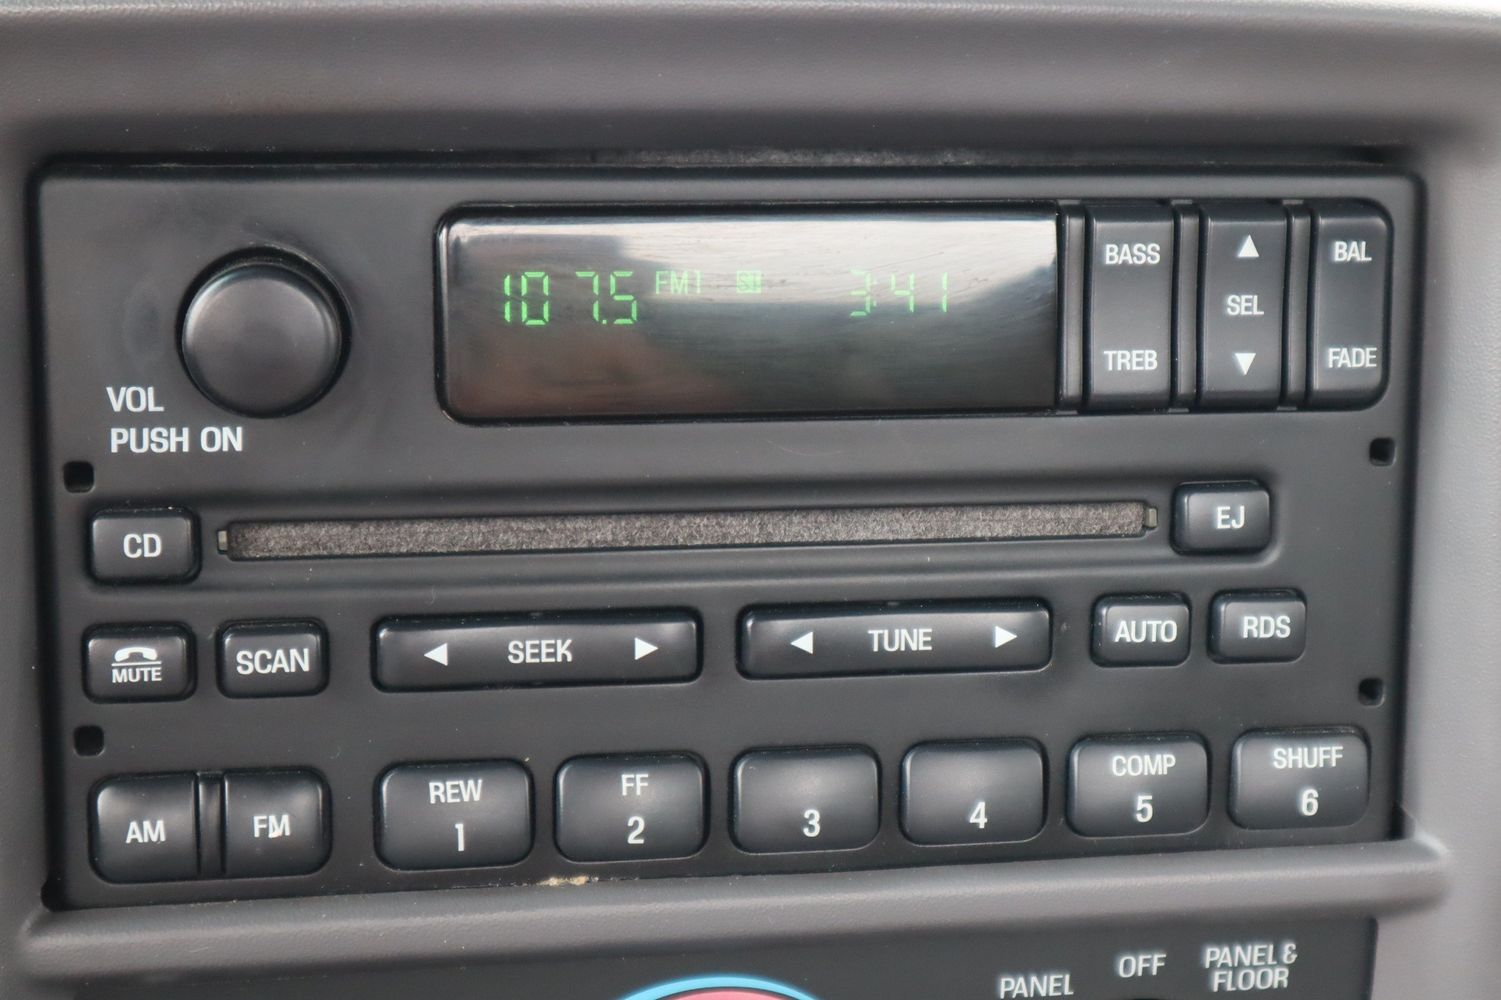 107.5 FM1 ST 3:41
BASS SEL BAL
TREB FADE
VOL
PUSH ON
CD EJ
MUTE SCAN SEEK TUNE AUTO RDS
AM FM
REW FF COMP SHUFF
1 2 3 4 5 6
PANEL OFF PANEL &
FLOOR